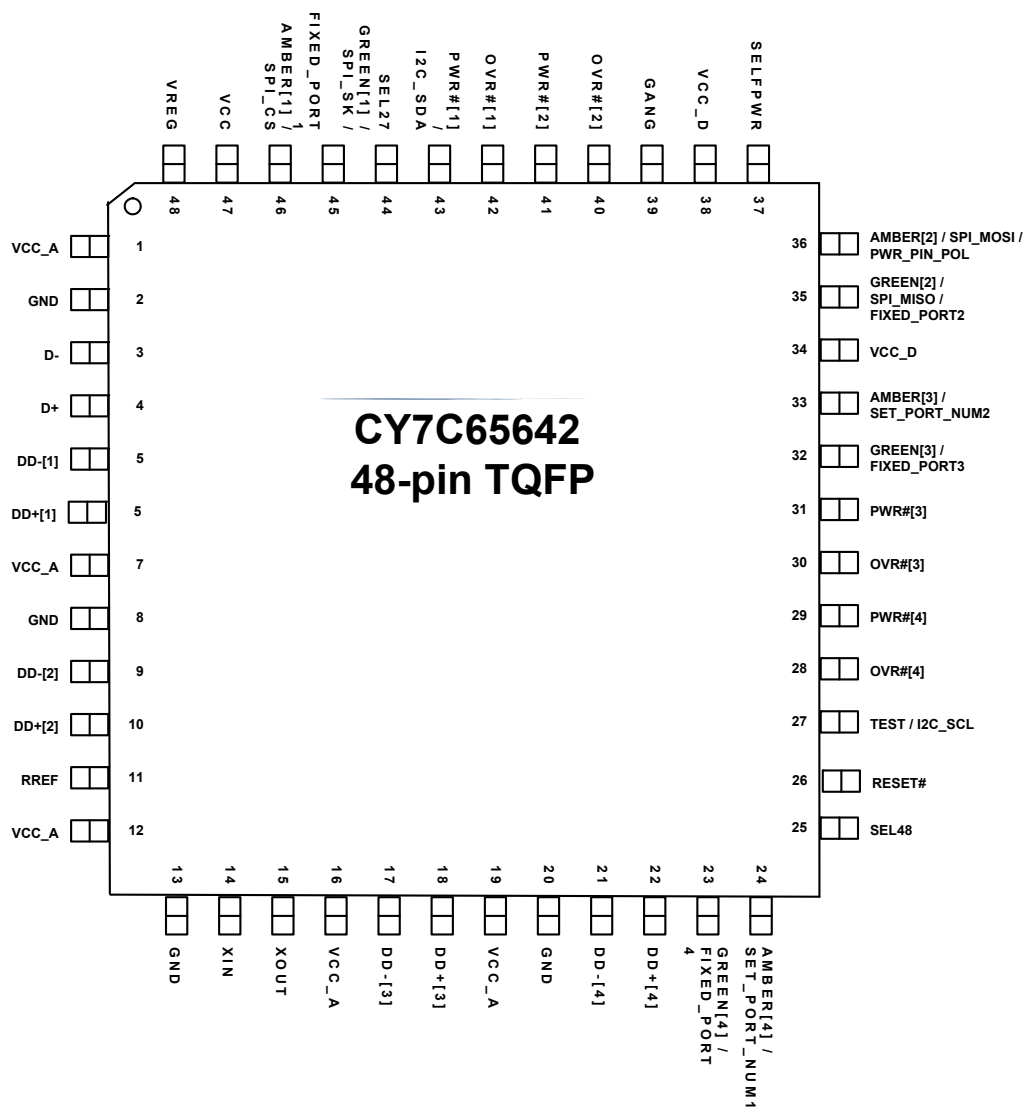 VREG
VCC
AMBER[1] /
SPI_CS
GREEN[1] /
SPI_SK /
FIXED_PORT
1
SEL27
PWR#[1]
/
I2C_SDA
OVR#[1]
PWR#[2]
OVR#[2]
GANG
VCC_D
SELFPWR
48
47
46
45
44
43
42
41
40
39
38
37
VCC_A 1
GND 2
D- 3
D+ 4
DD-[1] 5
DD+[1] 5
VCC_A 7
GND 8
DD-[2] 9
DD+[2] 10
RREF 11
VCC_A 12
CY7C65642
48-pin TQFP
36 AMBER[2] / SPI_MOSI /
PWR_PIN_POL
35 GREEN[2] /
SPI_MISO /
FIXED_PORT2
34 VCC_D
33 AMBER[3] /
SET_PORT_NUM2
32 GREEN[3] /
FIXED_PORT3
31 PWR#[3]
30 OVR#[3]
29 PWR#[4]
28 OVR#[4]
27 TEST / I2C_SCL
26 RESET#
25 SEL48
13
14
15
16
17
18
19
20
21
22
23
24
GND
XIN
XOUT
VCC_A
DD-[3]
DD+[3]
VCC_A
GND
DD-[4]
DD+[4]
GREEN[4] /
FIXED_PORT
4
AMBER[4] /
SET_PORT_NUM1